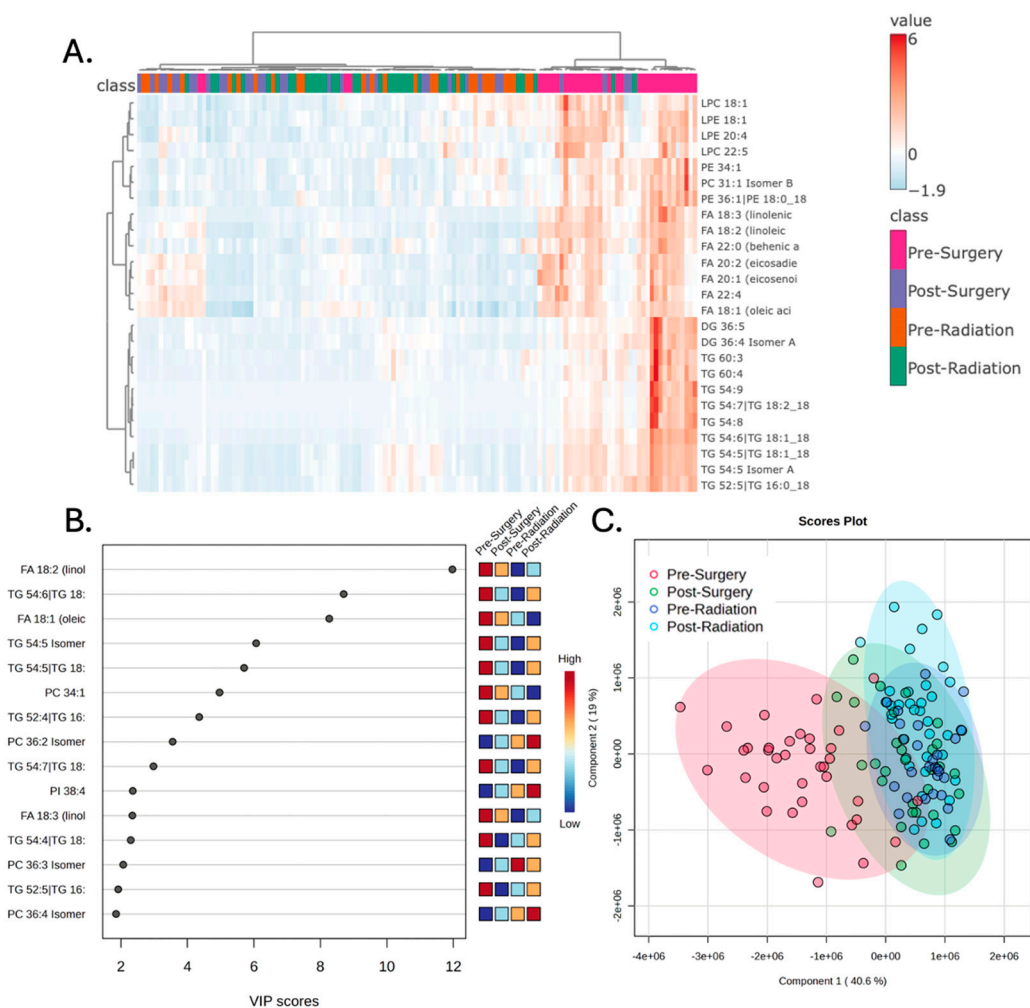 A.
class
LPC 18:1
LPE 18:1
LPE 20:4
LPC 22:5
PE 34:1
PC 31:1 Isomer B
PE 36:1|PE 18:0_18
FA 18:3 (linolenic
FA 18:2 (linoleic
FA 22:0 (behenic a
FA 20:2 (eicosadie
FA 20:1 (eicosenoi
FA 22:4
FA 18:1 (oleic aci
DG 36:5
DG 36:4 Isomer A
TG 60:3
TG 60:4
TG 54:9
TG 54:7|TG 18:2_18
TG 54:8
TG 54:6|TG 18:1_18
TG 54:5|TG 18:1_18
TG 54:5 Isomer A
TG 52:5|TG 16:0_18
value
6
0
−1.9
class
Pre-Surgery
Post-Surgery
Pre-Radiation
Post-Radiation
B.
Pre-Surgery
Post-Surgery
Pre-Radiation
Post-Radiation
FA 18:2 (linol
TG 54:6|TG 18:
FA 18:1 (oleic
TG 54:5 Isomer
TG 54:5|TG 18:
PC 34:1
TG 52:4|TG 16:
PC 36:2 Isomer
TG 54:7|TG 18:
PI 38:4
FA 18:3 (linol
TG 54:4|TG 18:
PC 36:3 Isomer
TG 52:5|TG 16:
PC 36:4 Isomer
2 4 6 8 10 12
VIP scores
High
Low
C.
Scores Plot
Pre-Surgery
Post-Surgery
Pre-Radiation
Post-Radiation
Component 2 ( 19 %)
2e+06
1e+06
0e+00
-1e+06
-2e+06
-4e+06 -3e+06 -2e+06 -1e+06 0e+00 1e+06 2e+06
Component 1 ( 40.6 %)